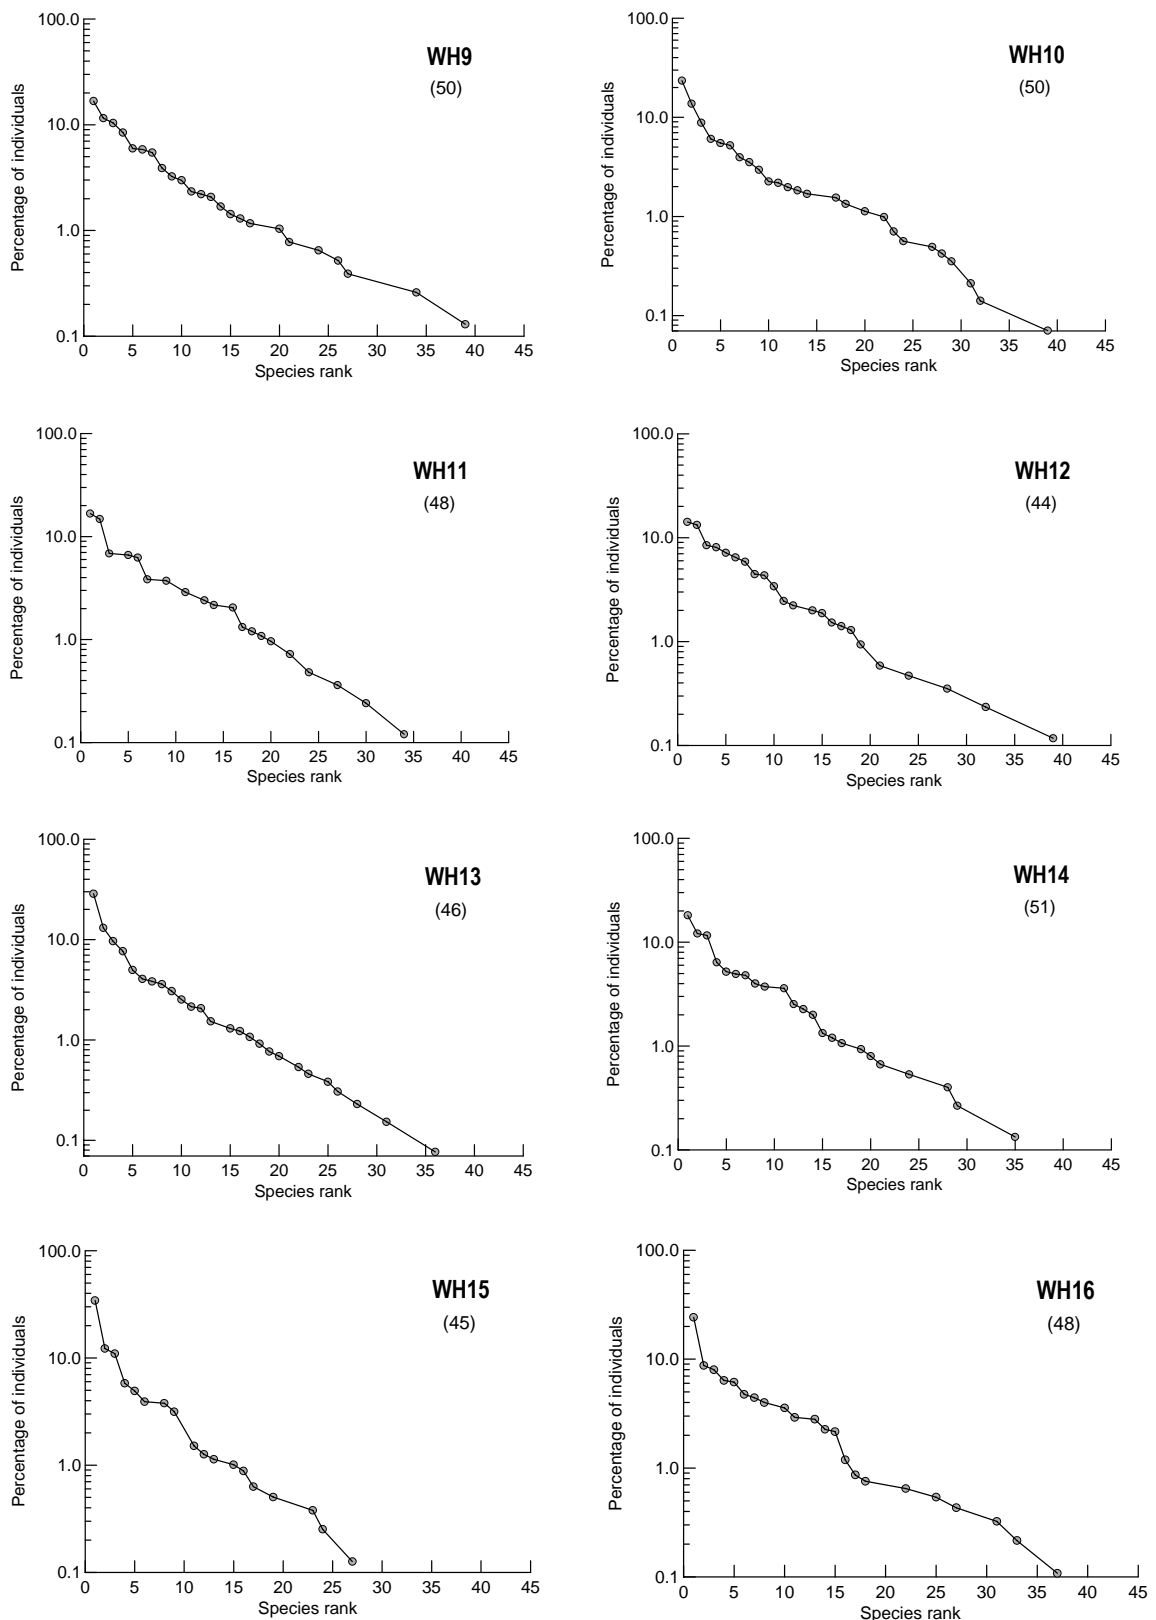 WH9
(50)
Percentage of individuals
100.0
10.0
1.0
0.1
0 5 10 15 20 25 30 35 40 45
Species rank
WH10
(50)
Percentage of individuals
100.0
10.0
1.0
0.1
0 5 10 15 20 25 30 35 40 45
Species rank
WH11
(48)
Percentage of individuals
100.0
10.0
1.0
0.1
0 5 10 15 20 25 30 35 40 45
Species rank
WH12
(44)
Percentage of individuals
100.0
10.0
1.0
0.1
0 5 10 15 20 25 30 35 40 45
Species rank
WH13
(46)
Percentage of individuals
100.0
10.0
1.0
0.1
0 5 10 15 20 25 30 35 40 45
Species rank
WH14
(51)
Percentage of individuals
100.0
10.0
1.0
0.1
0 5 10 15 20 25 30 35 40 45
Species rank
WH15
(45)
Percentage of individuals
100.0
10.0
1.0
0.1
0 5 10 15 20 25 30 35 40 45
Species rank
WH16
(48)
Percentage of individuals
100.0
10.0
1.0
0.1
0 5 10 15 20 25 30 35 40 45
Species rank